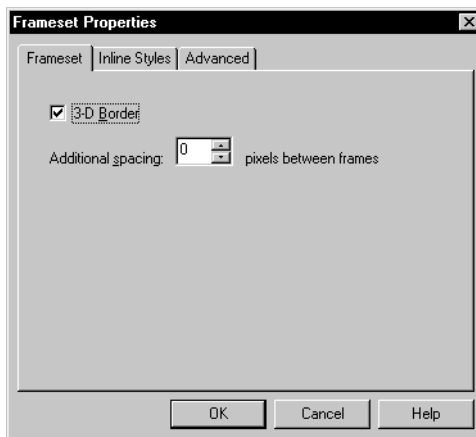 Frameset Properties
Frameset Inline Styles Advanced
3-D Border
Additional spacing: 0 pixels between frames
OK Cancel Help